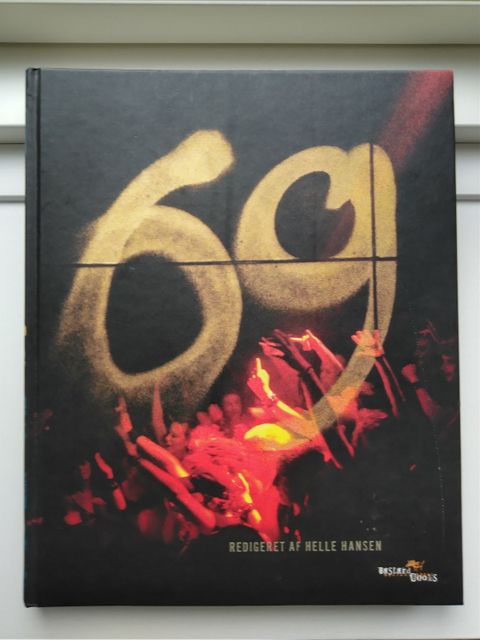 69
REDIGERET AF HELLE HANSEN
BASTARD
BOOKS